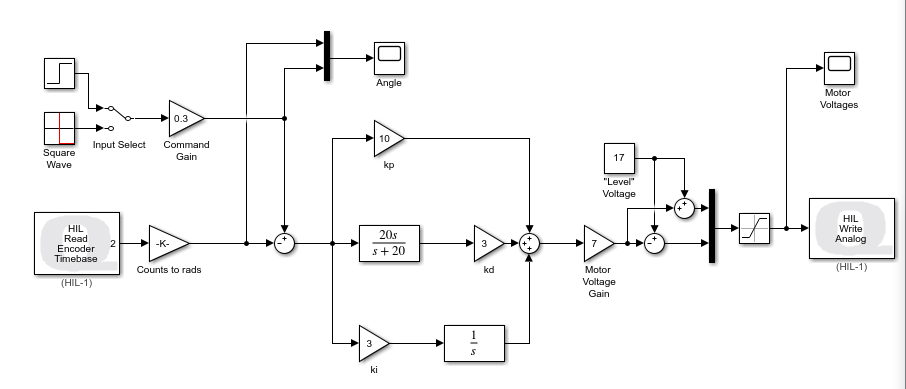 Angle
0.3
Input Select
Command
Gain
Square
Wave
10
kp
17
"Level"
Voltage
Motor
Voltages
HIL
Read
Encoder
Timebase
2
(HIL-1)
-K-
Counts to rads
-
+
20s
s + 20
3
kd
+
+
+
7
Motor
Voltage
Gain
+
+
-
+
HIL
Write
Analog
(HIL-1)
3
ki
1
s